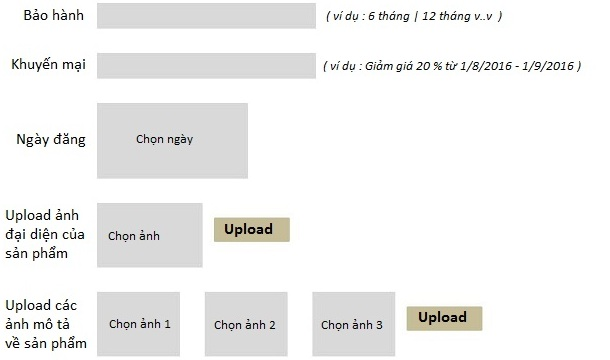 Bảo hành ( ví dụ : 6 tháng | 12 tháng v..v )
Khuyến mại ( ví dụ : Giảm giá 20 % từ 1/8/2016 - 1/9/2016 )
Ngày đăng Chọn ngày
Upload ảnh
đại diện của
sản phẩm
Chọn ảnh Upload
Upload các
ảnh mô tả
về sản phẩm
Chọn ảnh 1 Chọn ảnh 2 Chọn ảnh 3 Upload